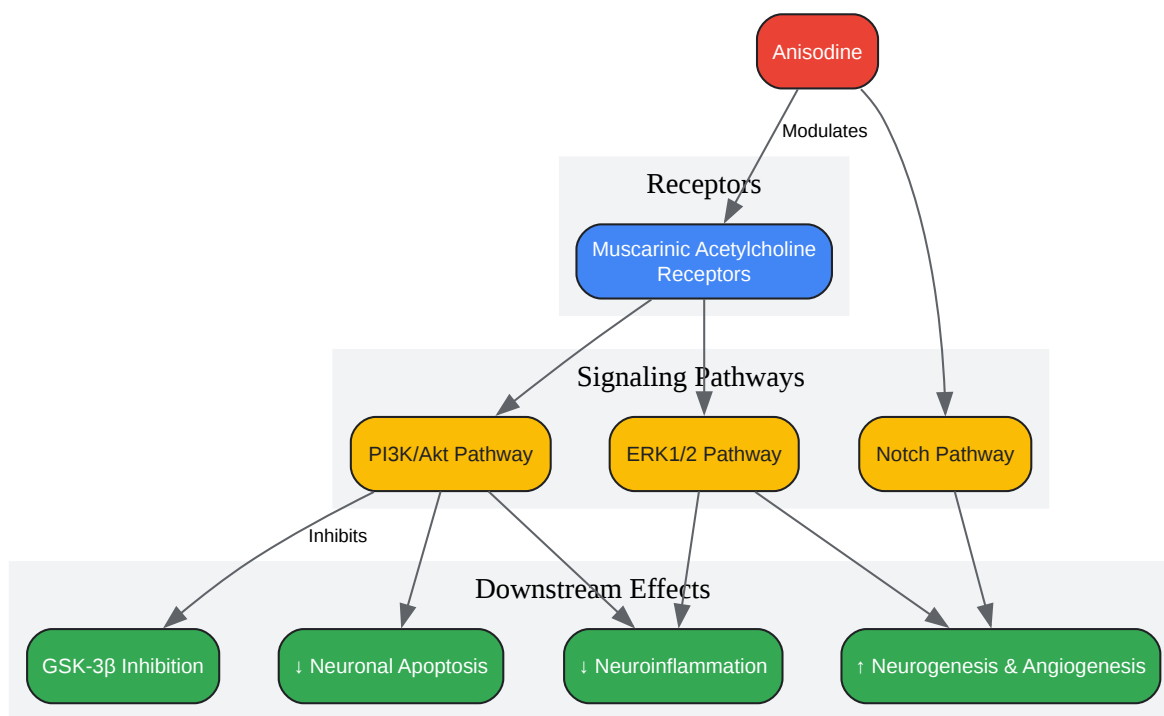 Anisodine
Modulates
Receptors
Muscarinic Acetylcholine
Receptors
Signaling Pathways
PI3K/Akt Pathway
ERK1/2 Pathway
Notch Pathway
Inhibits
Downstream Effects
GSK-3β Inhibition
↓ Neuronal Apoptosis
↓ Neuroinflammation
↑ Neurogenesis & Angiogenesis